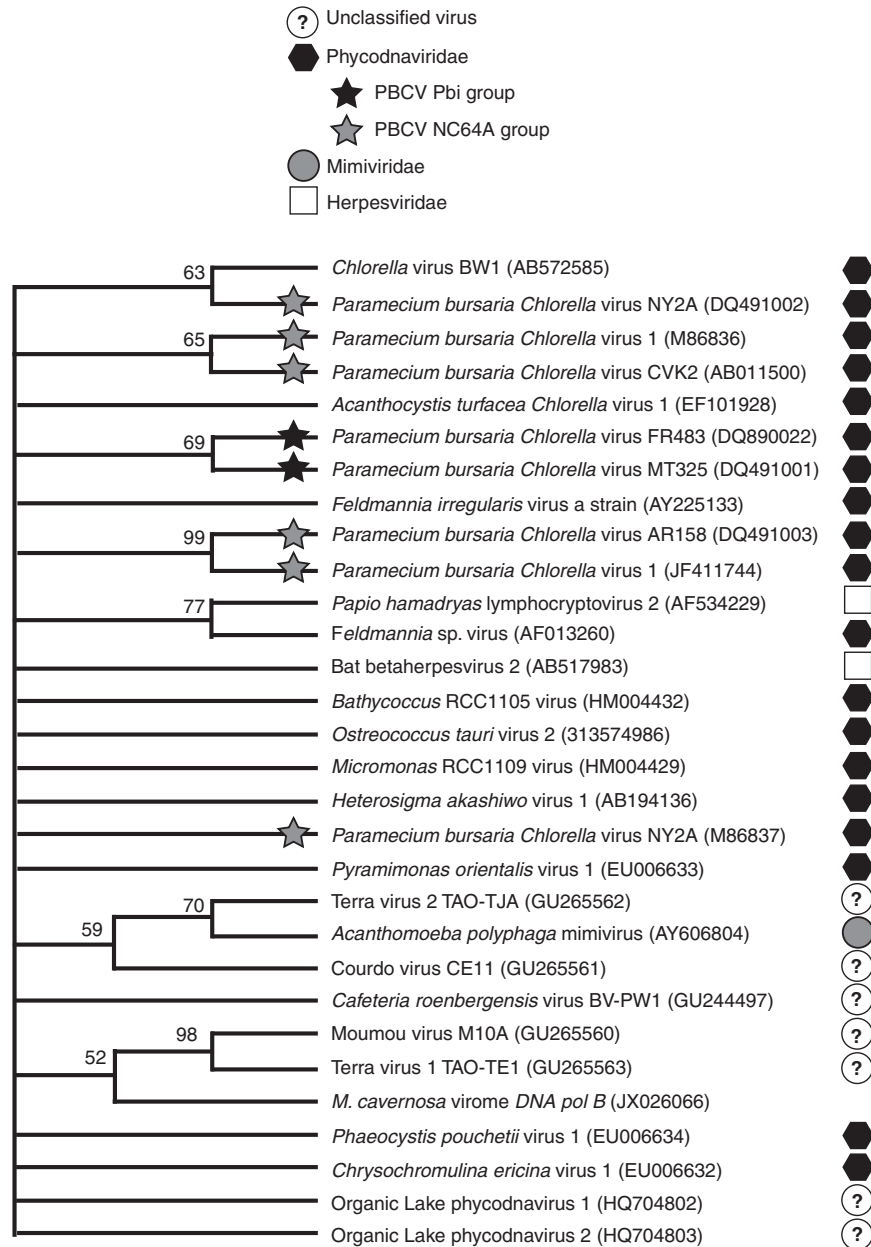 ? Unclassified virus
Phycodnaviridae
PBCV Pbi group
PBCV NC64A group
Mimiviridae
Herpesviridae
63
Chlorella virus BW1 (AB572585)
Paramecium bursaria Chlorella virus NY2A (DQ491002)
65
Paramecium bursaria Chlorella virus 1 (M86836)
Paramecium bursaria Chlorella virus CVK2 (AB011500)
Acanthocystis turfacea Chlorella virus 1 (EF101928)
69
Paramecium bursaria Chlorella virus FR483 (DQ890022)
Paramecium bursaria Chlorella virus MT325 (DQ491001)
Feldmannia irregularis virus a strain (AY225133)
99
Paramecium bursaria Chlorella virus AR158 (DQ491003)
Paramecium bursaria Chlorella virus 1 (JF411744)
77
Papio hamadryas lymphocryptovirus 2 (AF534229)
Feldmannia sp. virus (AF013260)
Bat betaherpesvirus 2 (AB517983)
Bathycoccus RCC1105 virus (HM004432)
Ostreococcus tauri virus 2 (313574986)
Micromonas RCC1109 virus (HM004429)
Heterosigma akashiwo virus 1 (AB194136)
Paramecium bursaria Chlorella virus NY2A (M86837)
Pyramimonas orientalis virus 1 (EU006633)
59
70
Terra virus 2 TAO-TJA (GU265562) ?
Acanthomoeba polyphaga mimivirus (AY606804)
Courdo virus CE11 (GU265561) ?
Cafeteria roenbergensis virus BV-PW1 (GU244497) ?
52
98
Moumou virus M10A (GU265560) ?
Terra virus 1 TAO-TE1 (GU265563) ?
M. cavernosa virome DNA pol B (JX026066)
Phaeocystis pouchetii virus 1 (EU006634)
Chrysochromulina ericina virus 1 (EU006632)
Organic Lake phycodnavirus 1 (HQ704802) ?
Organic Lake phycodnavirus 2 (HQ704803) ?